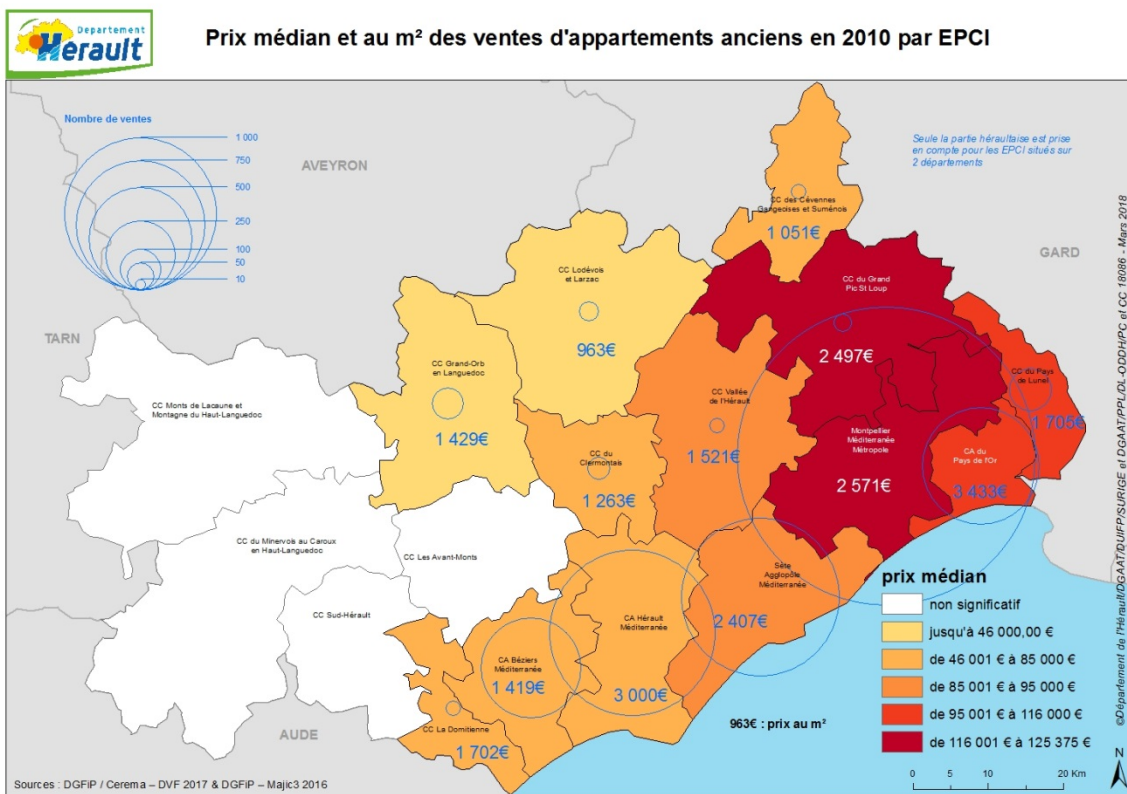 Departement
Hérault
Prix médian et au m² des ventes d'appartements anciens en 2010 par EPCI
Nombre de ventes
1 000
750
500
250
100
50
10
AVEYRON
Seule la partie héraultaise est prise
en compte pour les EPCI situés sur
2 départements
CC des Cévennes
Gangeoises et Suménois
1 051€
GARD
CC Lodévois
et Larzac
963€
CC du Grand
Pic St Loup
2 497€
TARN
CC Grand-Orb
en Languedoc
1 429€
CC Vallée
de l'Hérault
1 521€
CC du Pays
de Lunel
1 705€
CC Monts de Lacaune et
Montagne du Haut-Languedoc
Montpellier
Méditerranée
Métropole
2 571€
CA du
Pays de l'Or
3 433€
CC du
Clermontais
1 263€
CC du Minervois au Caroux
en Haut-Languedoc
CC Les Avant-Monts
Sète
Agglopôle
Méditerranée
2 407€
CC Sud-Hérault
CA Hérault
Méditerranée
3 000€
CA Béziers
Méditerranée
1 419€
CC La Domitienne
1 702€
AUDE
963€ : prix au m²
prix médian
non significatif
jusqu'à 46 000,00 €
de 46 001 € à 85 000 €
de 85 001 € à 95 000 €
de 95 001 € à 116 000 €
de 116 001 € à 125 375 €
0 5 10 20 Km
N
Sources : DGFiP / Cerema – DVF 2017 & DGFiP – Majic3 2016
©Département de l'Hérault/DGAAT/DUIFP/SURIGE et DGAAT/PPL/DL-ODDH/PC et CC 18086 - Mars 2018